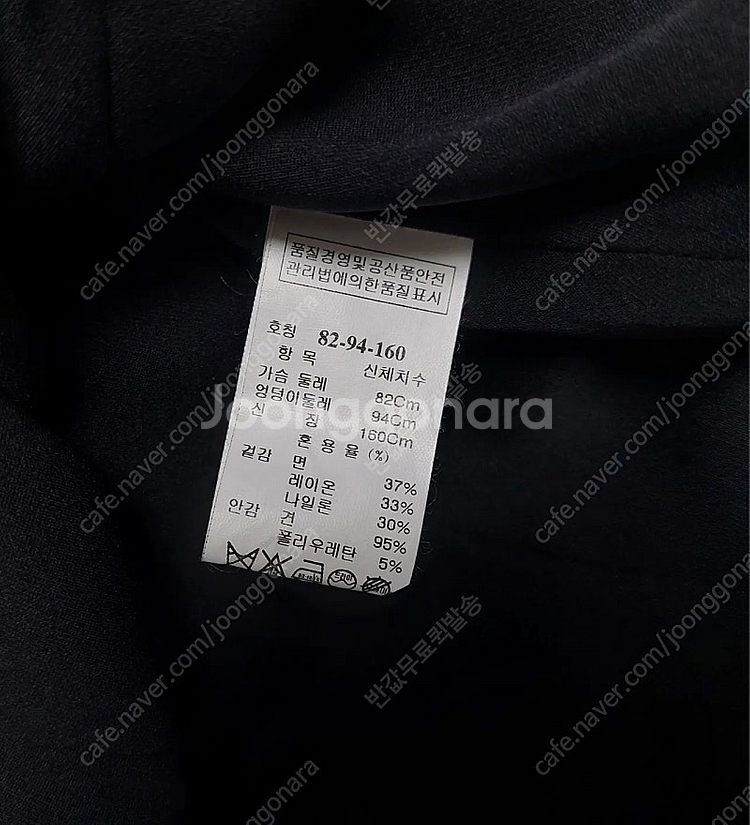 품질경영및공산품안전
관리법에의한품질표시
호칭 82-94-160
항 목 신체치수
가슴 둘레 82Cm
엉덩이둘레 94Cm
신 장 160Cm
혼 용 율 (%)
겉감 면 37%
레이온 33%
나일론 30%
안감 견 95%
폴리우레탄 5%
드라이
Joonggonara
cafe.naver.com/joonggonara
반값무료퀵발송